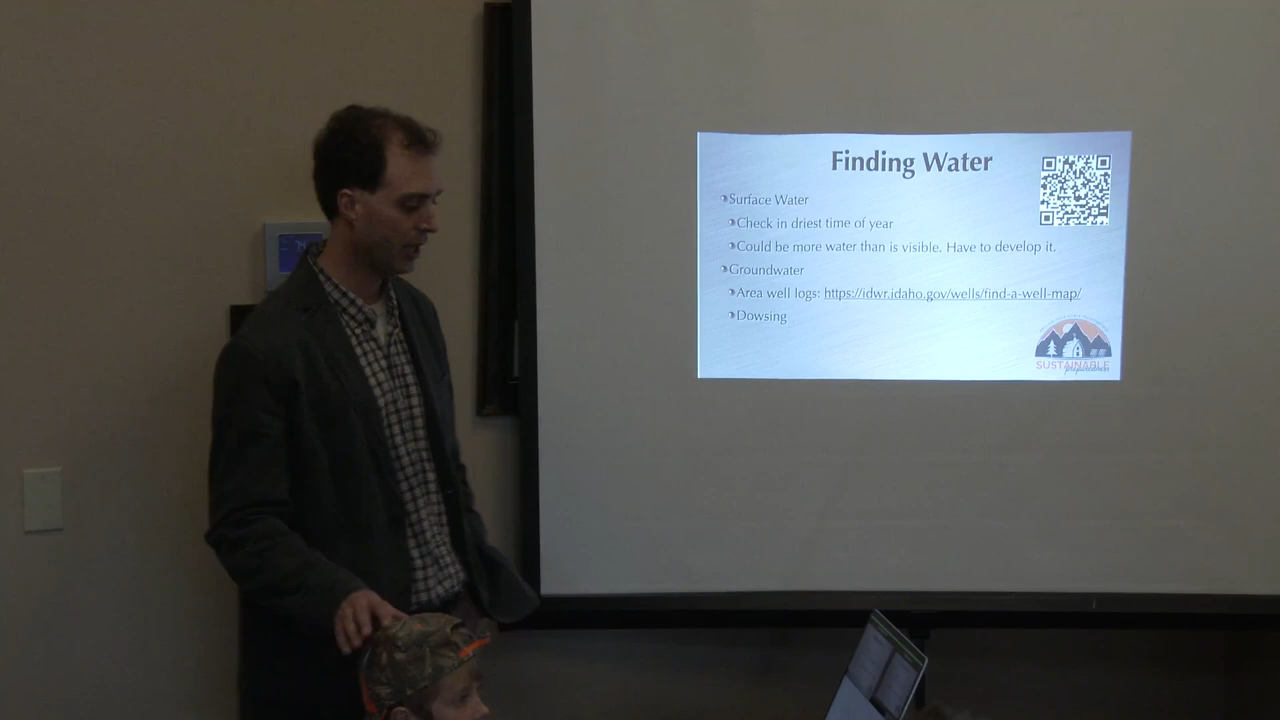 Finding Water
Surface Water
Check in driest time of year
Could be more water than is visible. Have to develop it.
Groundwater
Area well logs: https://idwr.idaho.gov/wells/find-a-well-map/
Dowsing
SUSTAINABLE
preparation